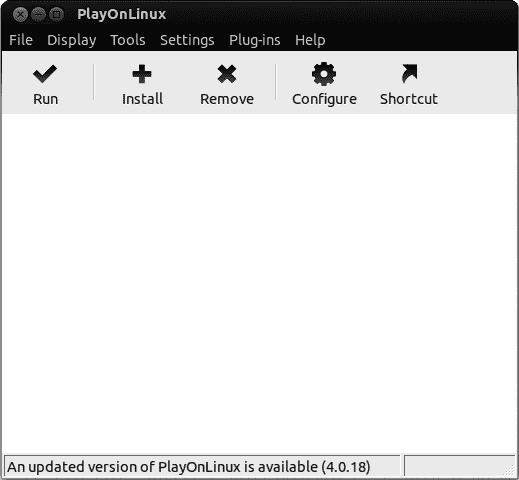 PlayOnLinux
File Display Tools Settings Plug-ins Help
Run Install Remove Configure Shortcut
An updated version of PlayOnLinux is available (4.0.18)